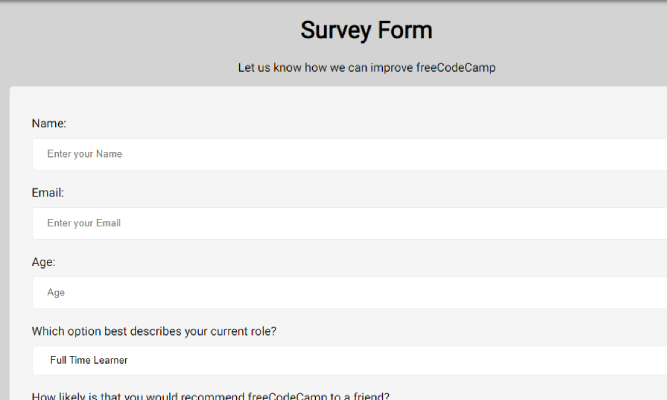 Survey Form
Let us know how we can improve freeCodeCamp
Name:
Enter your Name
Email:
Enter your Email
Age:
Age
Which option best describes your current role?
Full Time Learner
How likely is that you would recommend freeCodeCamp to a friend?